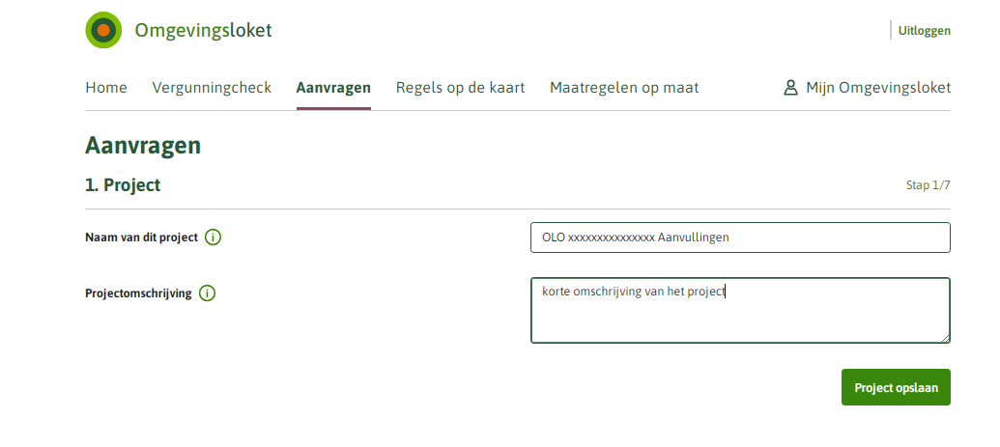 Omgevingsloket
Uitloggen
Home Vergunningcheck Aanvragen Regels op de kaart Maatregelen op maat Mijn Omgevingsloket
Aanvragen
1. Project Stap 1/7
Naam van dit project i OLO xxxxxxxxxxxxxxx Aanvullingen
Projectomschrijving i korte omschrijving van het project
Project opslaan